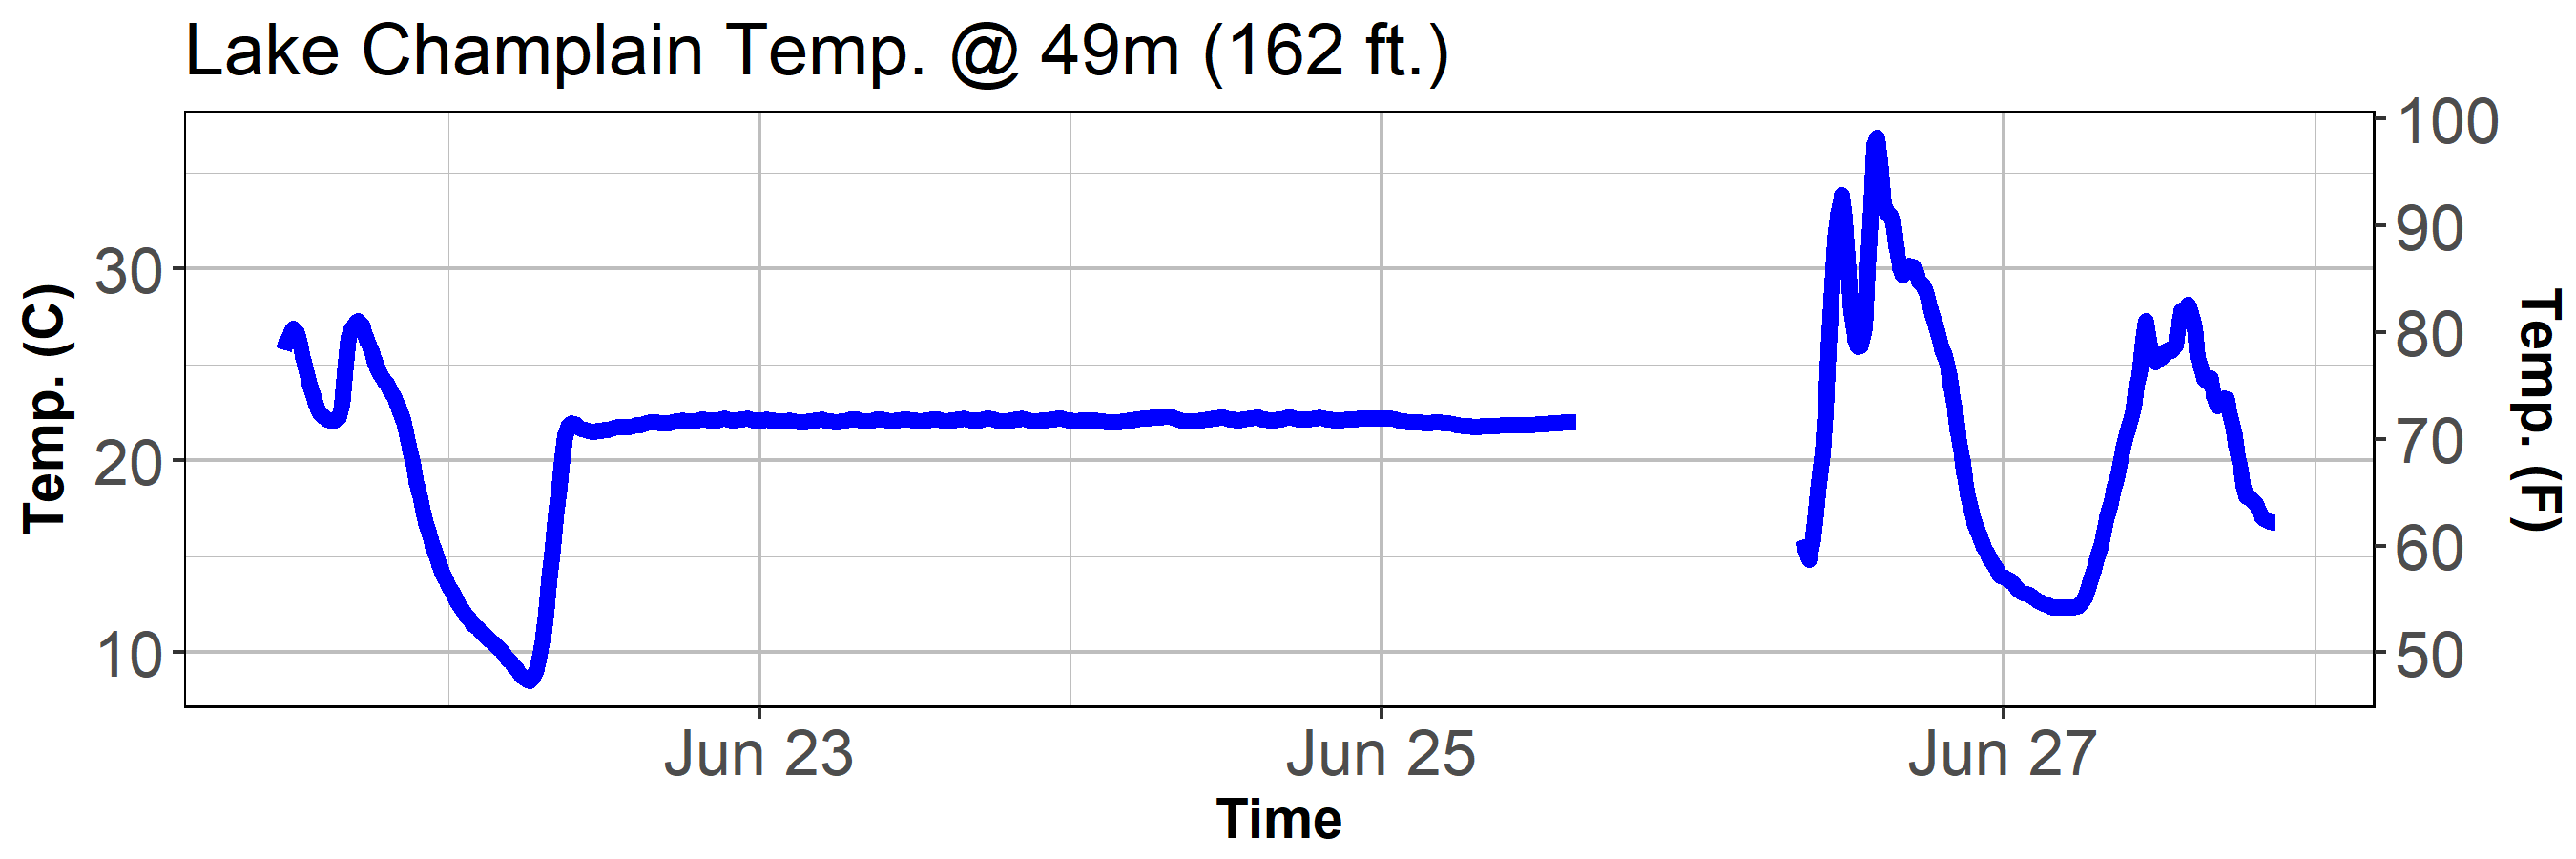 Lake Champlain Temp. @ 49m (162 ft.)
Temp. (C)
30
20
10
100
90
80
70
60
50
Temp. (F)
Jun 23 Jun 25 Jun 27
Time